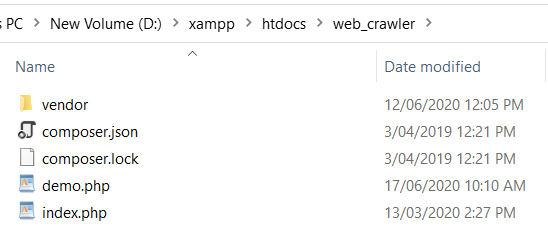 s PC > New Volume (D:) > xampp > htdocs > web_crawler >
Name Date modified
vendor 12/06/2020 12:05 PM
composer.json 3/04/2019 12:21 PM
composer.lock 3/04/2019 12:21 PM
demo.php 17/06/2020 10:10 AM
index.php 13/03/2020 2:27 PM